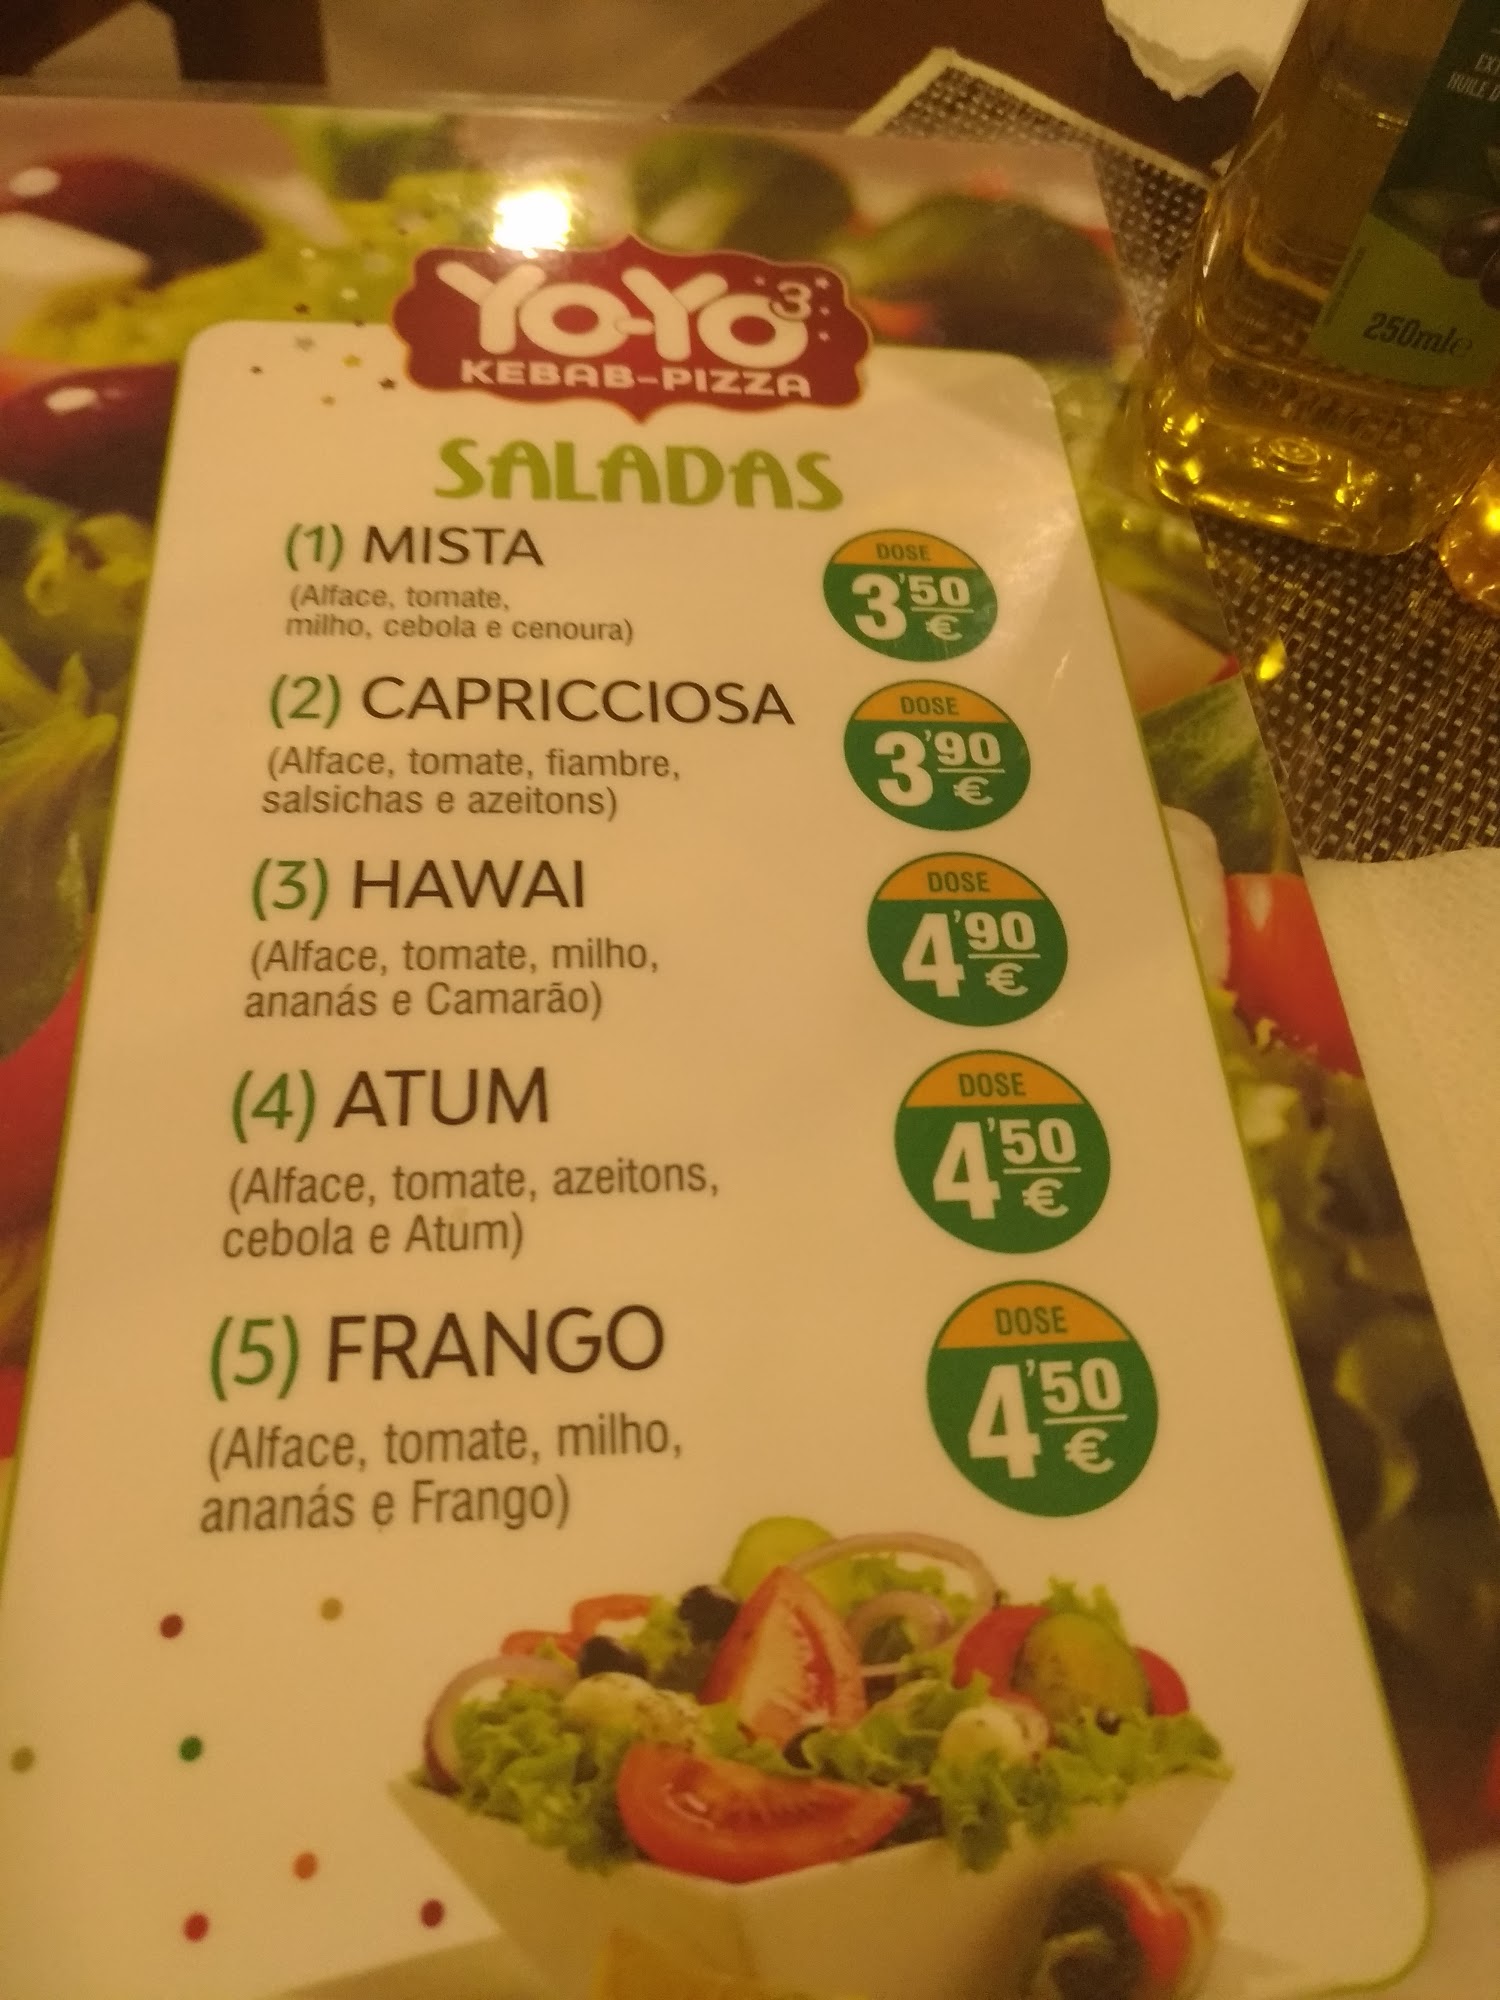 EXT
HUILE D
250ml℮
YO-YO³
KEBAB-PIZZA
SALADAS
(1) MISTA
(Alface, tomate,
milho, cebola e cenoura)
DOSE
3'50
€
(2) CAPRICCIOSA
(Alface, tomate, fiambre,
salsichas e azeitons)
DOSE
3'90
€
(3) HAWAI
(Alface, tomate, milho,
ananás e Camarão)
DOSE
4'90
€
(4) ATUM
(Alface, tomate, azeitons,
cebola e Atum)
DOSE
4'50
€
(5) FRANGO
(Alface, tomate, milho,
ananás e Frango)
DOSE
4'50
€